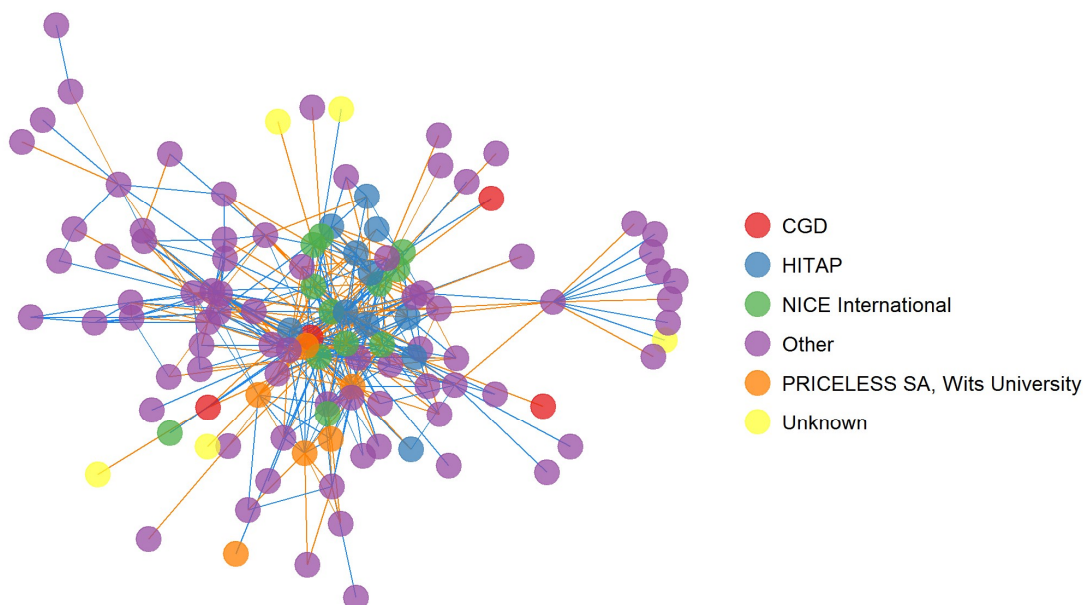 CGD
HITAP
NICE International
Other
PRICELESS SA, Wits University
Unknown